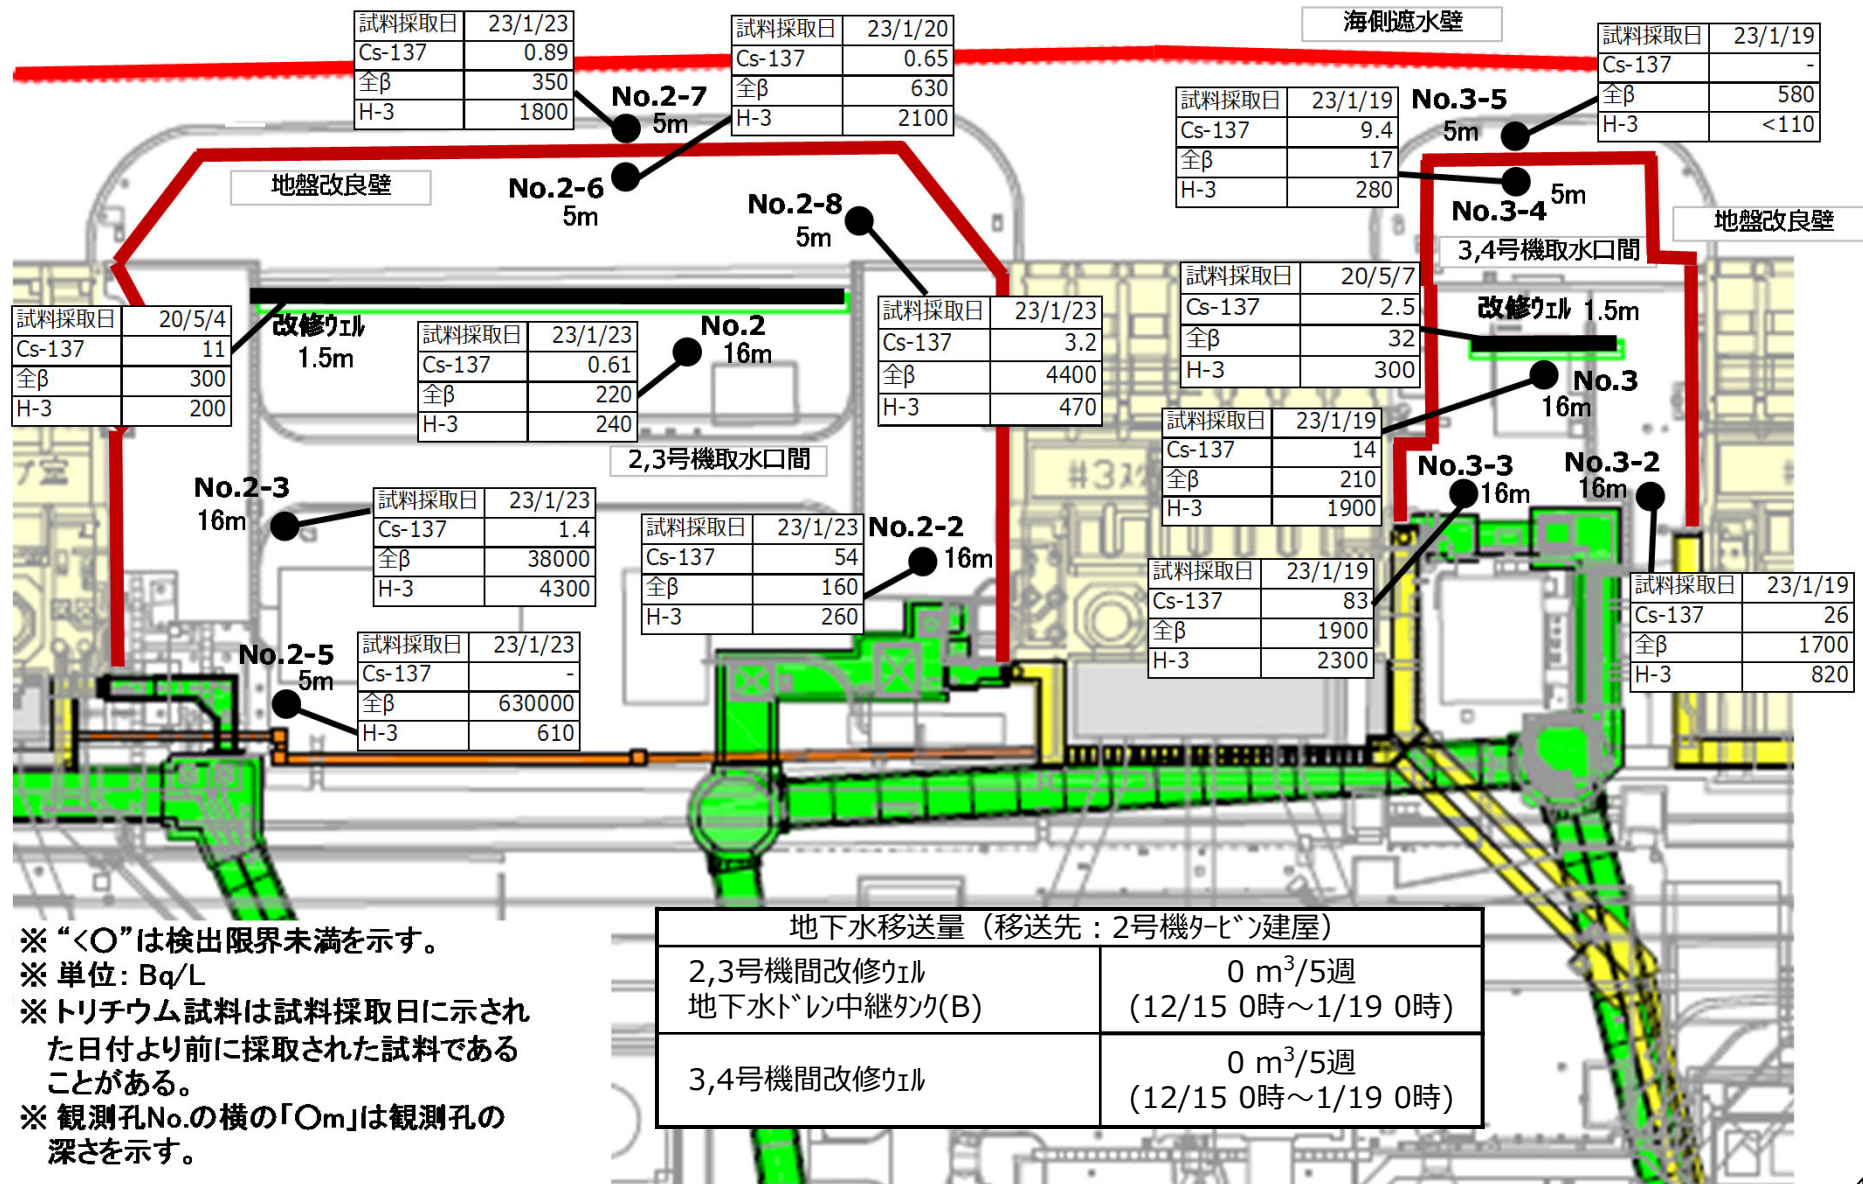 海側遮水壁
試料採取日 23/1/23
Cs-137 0.89
全β 350
H-3 1800
No.2-7
5m
試料採取日 23/1/20
Cs-137 0.65
全β 630
H-3 2100
No.2-6
5m
試料採取日 23/1/19
Cs-137 -
全β 580
H-3 <110
No.3-5
5m
試料採取日 23/1/19
Cs-137 9.4
全β 17
H-3 280
No.3-4
5m
地盤改良壁
地盤改良壁
No.2-8
5m
3,4号機取水口間
試料採取日 20/5/4
Cs-137 11
全β 300
H-3 200
改修ウェル
1.5m
試料採取日 23/1/23
Cs-137 0.61
全β 220
H-3 240
No.2
16m
試料採取日 23/1/23
Cs-137 3.2
全β 4400
H-3 470
試料採取日 20/5/7
Cs-137 2.5
全β 32
H-3 300
改修ウェル 1.5m
No.3
16m
試料採取日 23/1/19
Cs-137 14
全β 210
H-3 1900
2,3号機取水口間
No.2-3
16m
試料採取日 23/1/23
Cs-137 1.4
全β 38000
H-3 4300
試料採取日 23/1/23
Cs-137 54
全β 160
H-3 260
No.2-2
16m
No.3-3
16m
No.3-2
16m
試料採取日 23/1/19
Cs-137 83
全β 1900
H-3 2300
試料採取日 23/1/19
Cs-137 26
全β 1700
H-3 820
No.2-5
5m
試料採取日 23/1/23
Cs-137 -
全β 630000
H-3 610
※ “<〇”は検出限界未満を示す。
※ 単位: Bq/L
※ トリチウム試料は試料採取日に示され
た日付より前に採取された試料である
ことがある。
※ 観測孔No.の横の「〇m」は観測孔の
深さを示す。
地下水移送量（移送先：2号機ﾀｰﾋﾞﾝ建屋）
2,3号機間改修ｳｪﾙ
地下水ﾄﾞﾚﾝ中継ﾀﾝｸ(B)
0 m³/5週
(12/15 0時～1/19 0時)
3,4号機間改修ｳｪﾙ
0 m³/5週
(12/15 0時～1/19 0時)